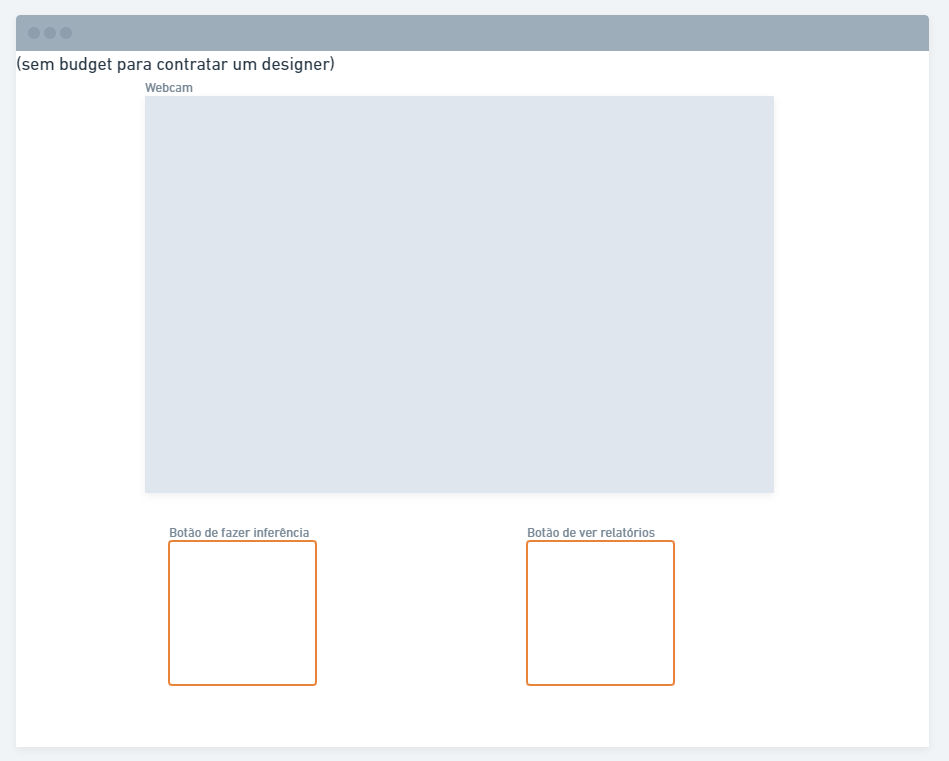 (sem budget para contratar um designer)
Webcam
Botão de fazer inferência
Botão de ver relatórios